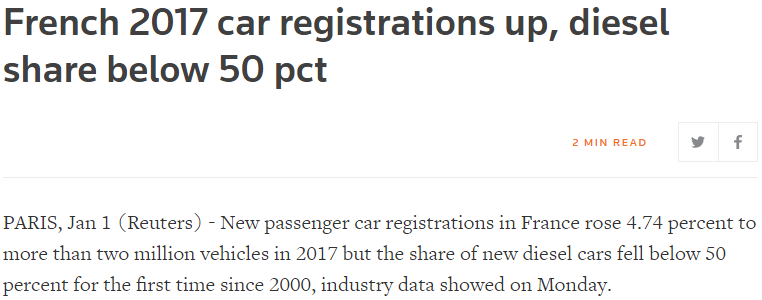 French 2017 car registrations up, diesel
share below 50 pct
2 MIN READ
PARIS, Jan 1 (Reuters) - New passenger car registrations in France rose 4.74 percent to
more than two million vehicles in 2017 but the share of new diesel cars fell below 50
percent for the first time since 2000, industry data showed on Monday.